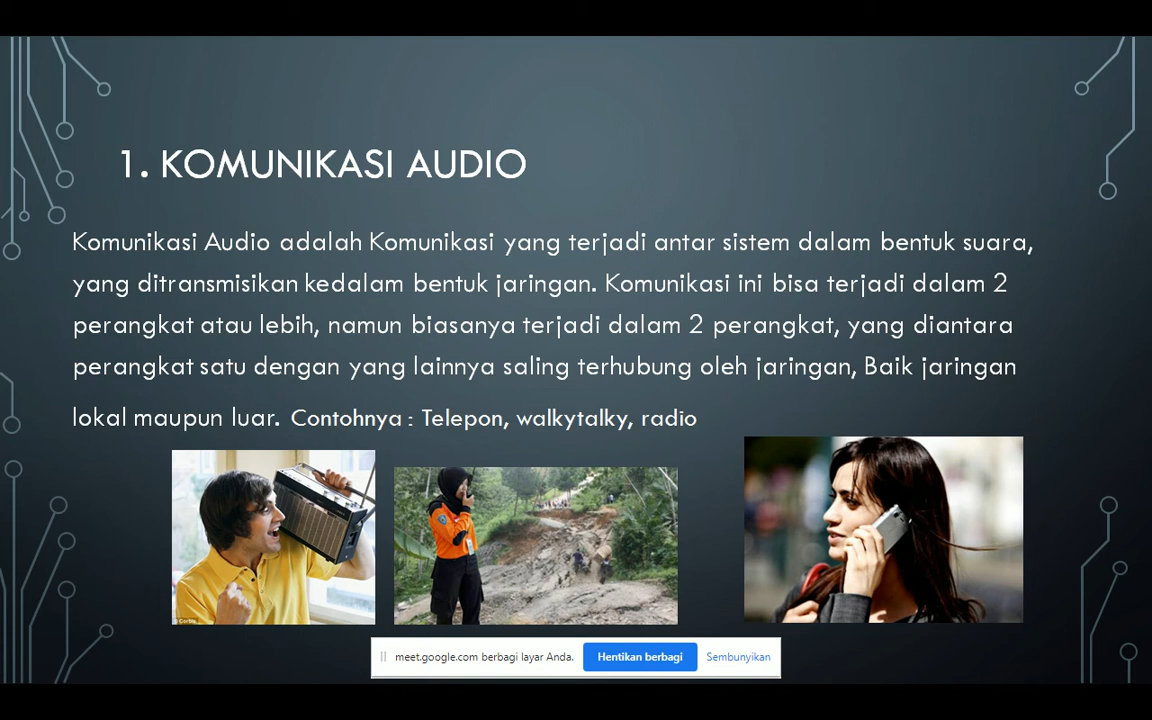 1. KOMUNIKASI AUDIO
Komunikasi Audio adalah Komunikasi yang terjadi antar sistem dalam bentuk suara,
yang ditransmisikan kedalam bentuk jaringan. Komunikasi ini bisa terjadi dalam 2
perangkat atau lebih, namun biasanya terjadi dalam 2 perangkat, yang diantara
perangkat satu dengan yang lainnya saling terhubung oleh jaringan, Baik jaringan
lokal maupun luar. Contohnya : Telepon, walkytalky, radio
© Corbis
meet.google.com berbagi layar Anda. Hentikan berbagi Sembunyikan